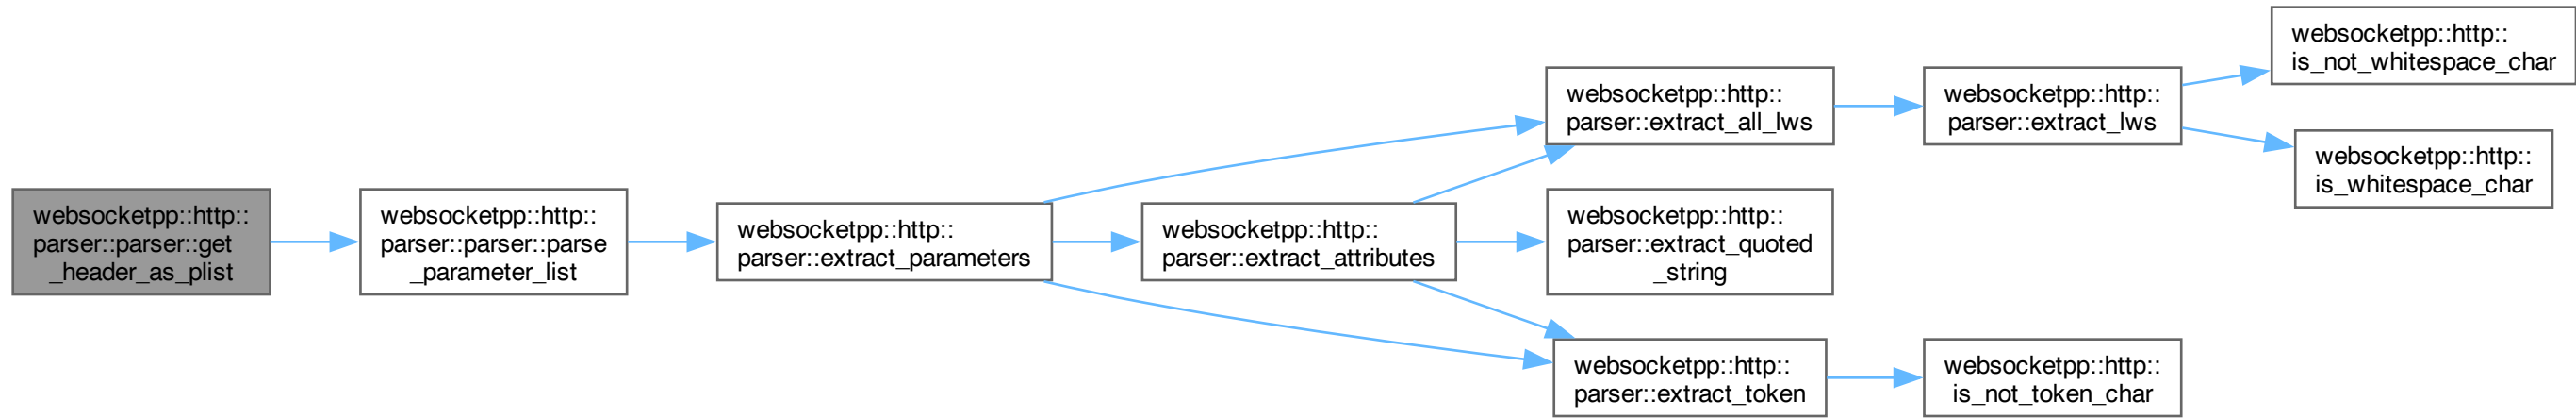 websocketpp::http::
parser::parser::get
_header_as_plist
websocketpp::http::
parser::parser::parse
_parameter_list
websocketpp::http::
parser::extract_parameters
websocketpp::http::
parser::extract_attributes
websocketpp::http::
parser::extract_all_lws
websocketpp::http::
parser::extract_lws
websocketpp::http::
is_not_whitespace_char
websocketpp::http::
is_whitespace_char
websocketpp::http::
parser::extract_quoted
_string
websocketpp::http::
parser::extract_token
websocketpp::http::
is_not_token_char